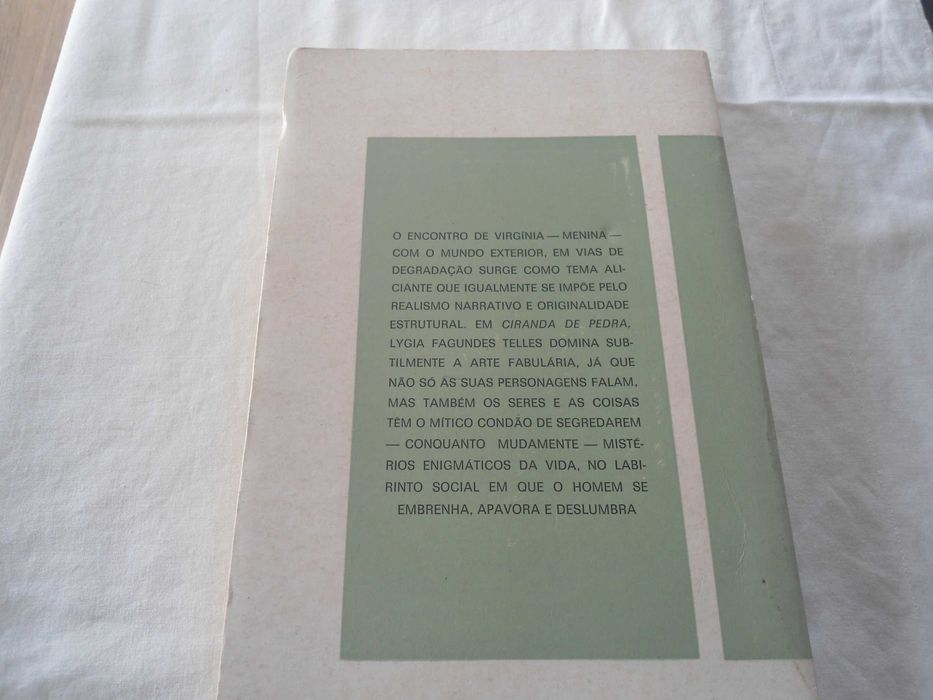 O ENCONTRO DE VIRGÍNIA — MENINA —
COM O MUNDO EXTERIOR, EM VIAS DE
DEGRADAÇÃO SURGE COMO TEMA ALI-
CIANTE QUE IGUALMENTE SE IMPÕE PELO
REALISMO NARRATIVO E ORIGINALIDADE
ESTRUTURAL. EM CIRANDA DE PEDRA,
LYGIA FAGUNDES TELLES DOMINA SUB-
TILMENTE A ARTE FABULÁRIA, JÁ QUE
NÃO SÓ AS SUAS PERSONAGENS FALAM,
MAS TAMBÉM OS SERES E AS COISAS
TÊM O MÍTICO CONDÃO DE SEGREDAREM
— CONQUANTO MUDAMENTE — MISTÉ-
RIOS ENIGMÁTICOS DA VIDA, NO LABI-
RINTO SOCIAL EM QUE O HOMEM SE
EMBRENHA, APAVORA E DESLUMBRA